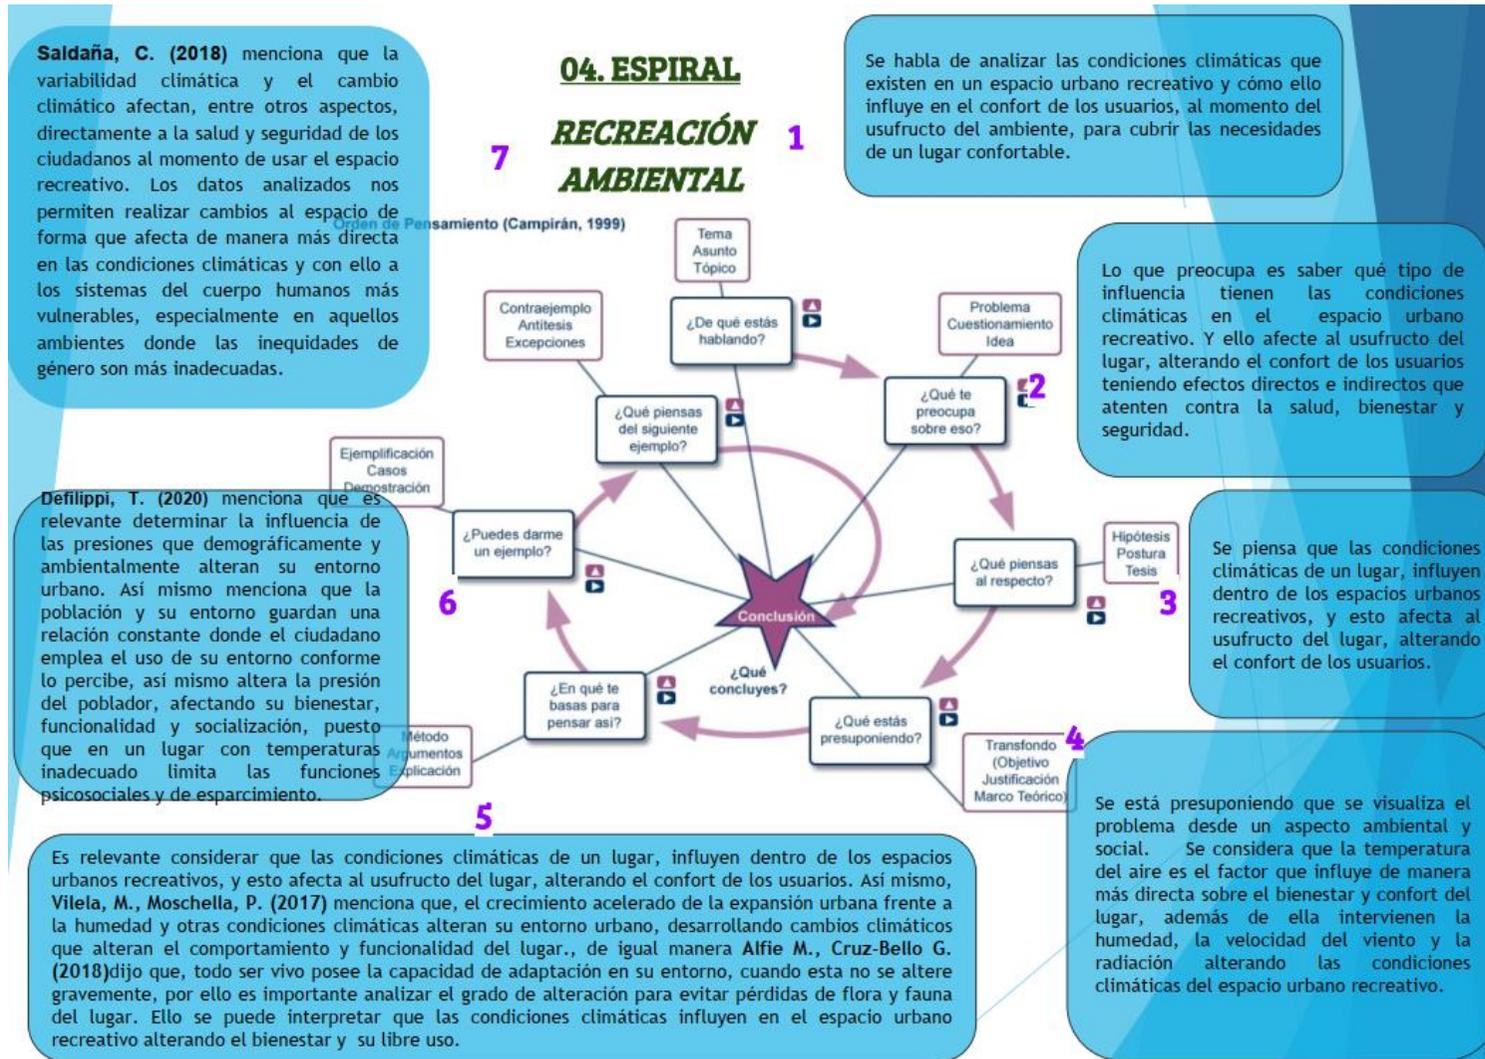 04. ESPIRAL
RECREACIÓN
AMBIENTAL
1
Se habla de analizar las condiciones climáticas que
existen en un espacio urbano recreativo y cómo ello
influye en el confort de los usuarios, al momento del
usufructo del ambiente, para cubrir las necesidades
de un lugar confortable.
2
Lo que preocupa es saber qué tipo de
influencia tienen las condiciones
climáticas en el espacio urbano
recreativo. Y ello afecte al usufructo del
lugar, alterando el confort de los usuarios
teniendo efectos directos e indirectos que
atenten contra la salud, bienestar y
seguridad.
3
Se piensa que las condiciones
climáticas de un lugar, influyen
dentro de los espacios urbanos
recreativos, y esto afecta al
usufructo del lugar, alterando
el confort de los usuarios.
4
Se está presuponiendo que se visualiza el
problema desde un aspecto ambiental y
social. Se considera que la temperatura
del aire es el factor que influye de manera
más directa sobre el bienestar y confort del
lugar, además de ella intervienen la
humedad, la velocidad del viento y la
radiación alterando las condiciones
climáticas del espacio urbano recreativo.
5
Es relevante considerar que las condiciones climáticas de un lugar, influyen dentro de los espacios
urbanos recreativos, y esto afecta al usufructo del lugar, alterando el confort de los usuarios. Así mismo,
Vilela, M., Moschella, P. (2017) menciona que, el crecimiento acelerado de la expansión urbana frente a
la humedad y otras condiciones climáticas alteran su entorno urbano, desarrollando cambios climáticos
que alteran el comportamiento y funcionalidad del lugar., de igual manera Alfie M., Cruz-Bello G.
(2018)dijo que, todo ser vivo posee la capacidad de adaptación en su entorno, cuando esta no se altere
gravemente, por ello es importante analizar el grado de alteración para evitar pérdidas de flora y fauna
del lugar. Ello se puede interpretar que las condiciones climáticas influyen en el espacio urbano
recreativo alterando el bienestar y su libre uso.
6
Defilippi, T. (2020) menciona que es
relevante determinar la influencia de
las presiones que demográficamente y
ambientalmente alteran su entorno
urbano. Así mismo menciona que la
población y su entorno guardan una
relación constante donde el ciudadano
emplea el uso de su entorno conforme
lo percibe, así mismo altera la presión
del poblador, afectando su bienestar,
funcionalidad y socialización, puesto
que en un lugar con temperaturas
inadecuado limita las funciones
psicosociales y de esparcimiento.
7
Saldaña, C. (2018) menciona que la
variabilidad climática y el cambio
climático afectan, entre otros aspectos,
directamente a la salud y seguridad de los
ciudadanos al momento de usar el espacio
recreativo. Los datos analizados nos
permiten realizar cambios al espacio de
forma que afecta de manera más directa
en las condiciones climáticas y con ello a
los sistemas del cuerpo humanos más
vulnerables, especialmente en aquellos
ambientes donde las inequidades de
género son más inadecuadas.
Orden de Pensamiento (Campirán, 1999)
Tema
Asunto
Tópico
¿De qué estás
hablando?
Problema
Cuestionamiento
Idea
¿Qué te
preocupa
sobre eso?
Hipótesis
Postura
Tesis
¿Qué piensas
al respecto?
Transfondo
(Objetivo
Justificación
Marco Teórico)
¿Qué estás
presuponiendo?
Método
Argumentos
Explicación
¿En qué te
basas para
pensar así?
Ejemplificación
Casos
Demostración
¿Puedes darme
un ejemplo?
Contraejemplo
Antítesis
Excepciones
¿Qué piensas
del siguiente
ejemplo?
Conclusión
¿Qué
concluyes?